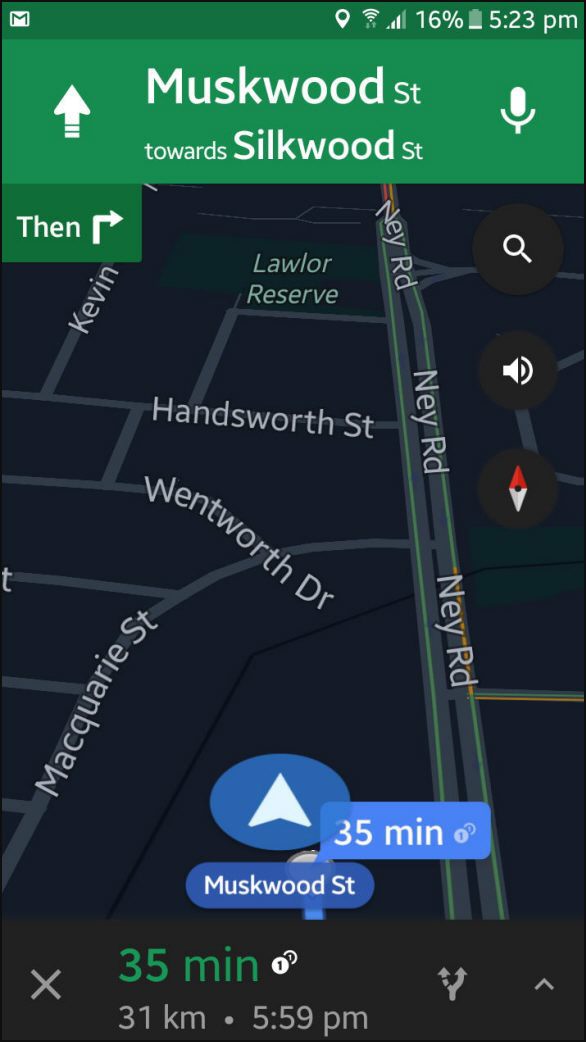 16% 5:23 pm
Muskwood St
towards Silkwood St
Then
Kevin
Lawlor
Reserve
Ney Rd
Handsworth St
Ney Rd
Wentworth Dr
t
Ney Rd
Macquarie St
35 min
Muskwood St
35 min
31 km • 5:59 pm